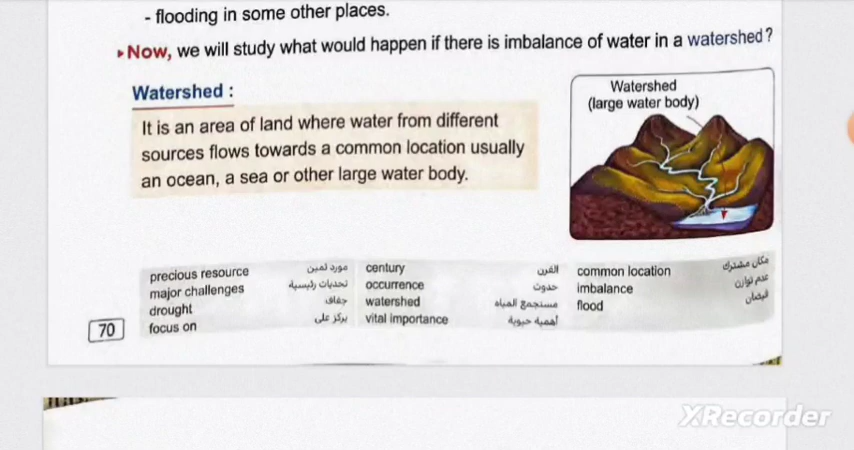 - flooding in some other places.
▸ Now, we will study what would happen if there is imbalance of water in a watershed?
Watershed :
It is an area of land where water from different
sources flows towards a common location usually
an ocean, a sea or other large water body.
Watershed
(large water body)
precious resource مورد ثمين
major challenges تحديات رئيسية
drought جفاف
focus on يركز على
century القرن
occurrence حدوث
watershed مستجمع المياه
vital importance أهمية حيوية
common location مكان مشترك
imbalance عدم توازن
flood فيضان
70
XRecorder